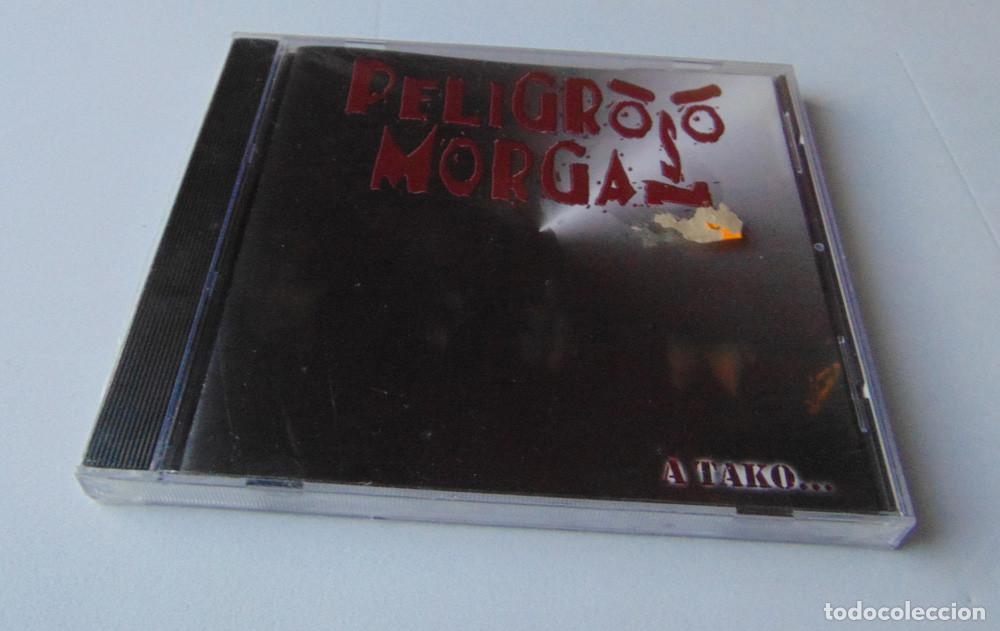 PELIGROSO
MORGAN
A TAKO...
todocoleccion